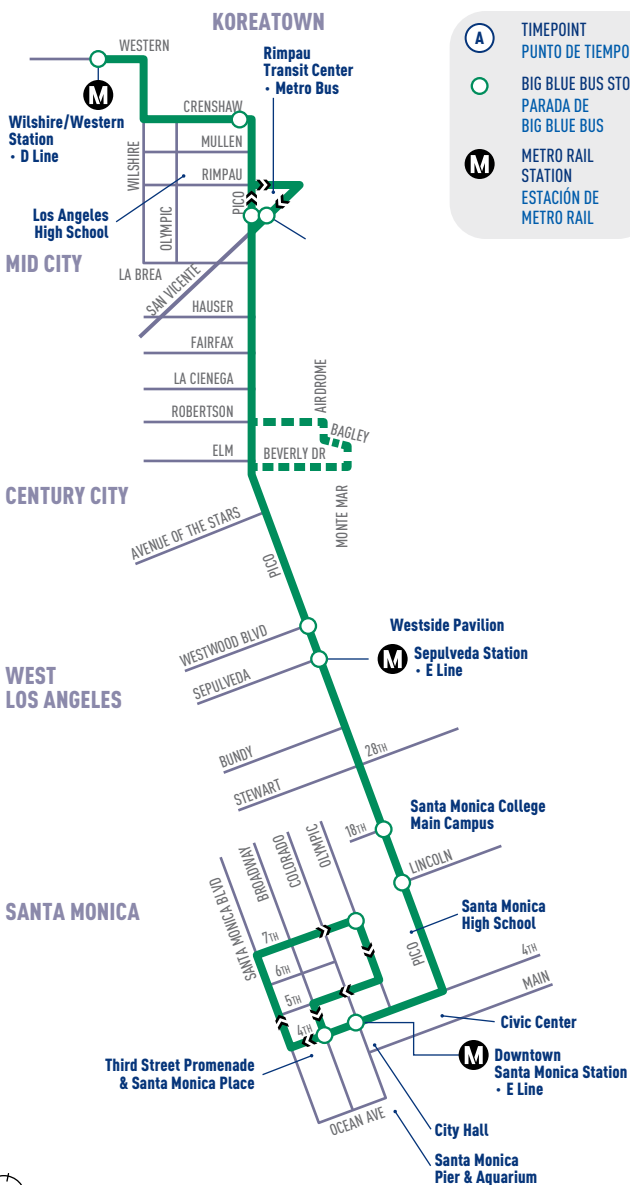 KOREATOWN
WESTERN
Rimpau
Transit Center
• Metro Bus
M
Wilshire/Western
Station
• D Line
CRENSHAW
MULLEN
RIMPAU
WILSHIRE
OLYMPIC
PICO
Los Angeles
High School
MID CITY
LA BREA
SAN VICENTE
HAUSER
FAIRFAX
LA CIENEGA
ROBERTSON
AIRDROME
BAGLEY
ELM
BEVERLY DR
MONTE MAR
CENTURY CITY
AVENUE OF THE STARS
PICO
WESTWOOD BLVD
Westside Pavilion
M
Sepulveda Station
• E Line
SEPULVEDA
WEST
LOS ANGELES
BUNDY
28TH
STEWART
Santa Monica College
Main Campus
18TH
LINCOLN
SANTA MONICA
SANTA MONICA BLVD
BROADWAY
COLORADO
OLYMPIC
7TH
6TH
5TH
4TH
Santa Monica
High School
PICO
4TH
MAIN
Civic Center
M
Downtown
Santa Monica Station
• E Line
Third Street Promenade
& Santa Monica Place
OCEAN AVE
City Hall
Santa Monica
Pier & Aquarium
A
TIMEPOINT
PUNTO DE TIEMPO
BIG BLUE BUS STO
PARADA DE
BIG BLUE BUS
M
METRO RAIL
STATION
ESTACIÓN DE
METRO RAIL